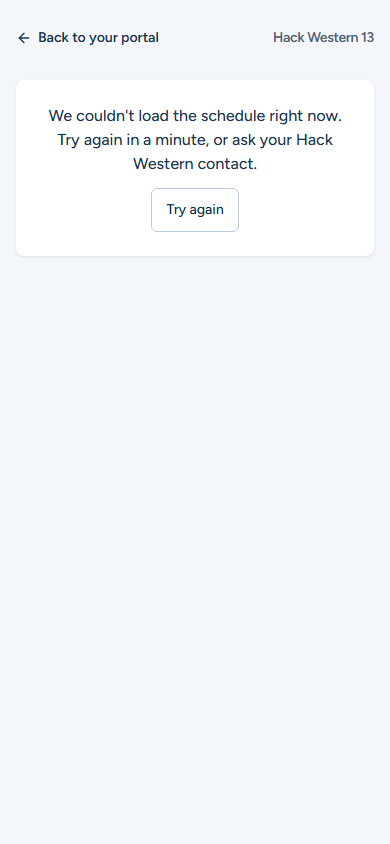 Back to your portal
Hack Western 13
We couldn't load the schedule right now.
Try again in a minute, or ask your Hack
Western contact.
Try again